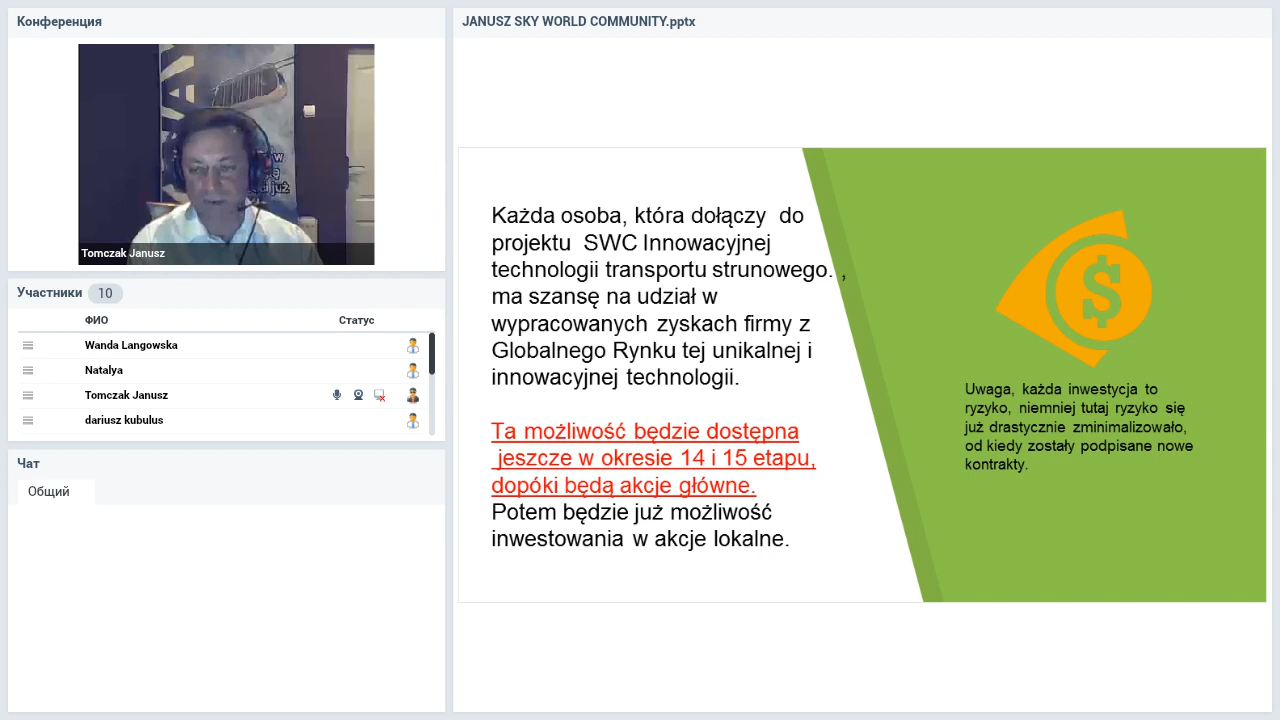 Конференция
Tomczak Janusz
Участники 10
ФИО Статус
Wanda Langowska
Natalya
Tomczak Janusz
dariusz kubulus
Чат
Общий
JANUSZ SKY WORLD COMMUNITY.pptx
Każda osoba, która dołączy do
projektu SWC Innowacyjnej
technologii transportu strunowego. ,
ma szansę na udział w
wypracowanych zyskach firmy z
Globalnego Rynku tej unikalnej i
innowacyjnej technologii.
Ta możliwość będzie dostępna
jeszcze w okresie 14 i 15 etapu,
dopóki będą akcje główne.
Potem będzie już możliwość
inwestowania w akcje lokalne.
$
Uwaga, każda inwestycja to
ryzyko, niemniej tutaj ryzyko się
już drastycznie zminimalizowało,
od kiedy zostały podpisane nowe
kontrakty.